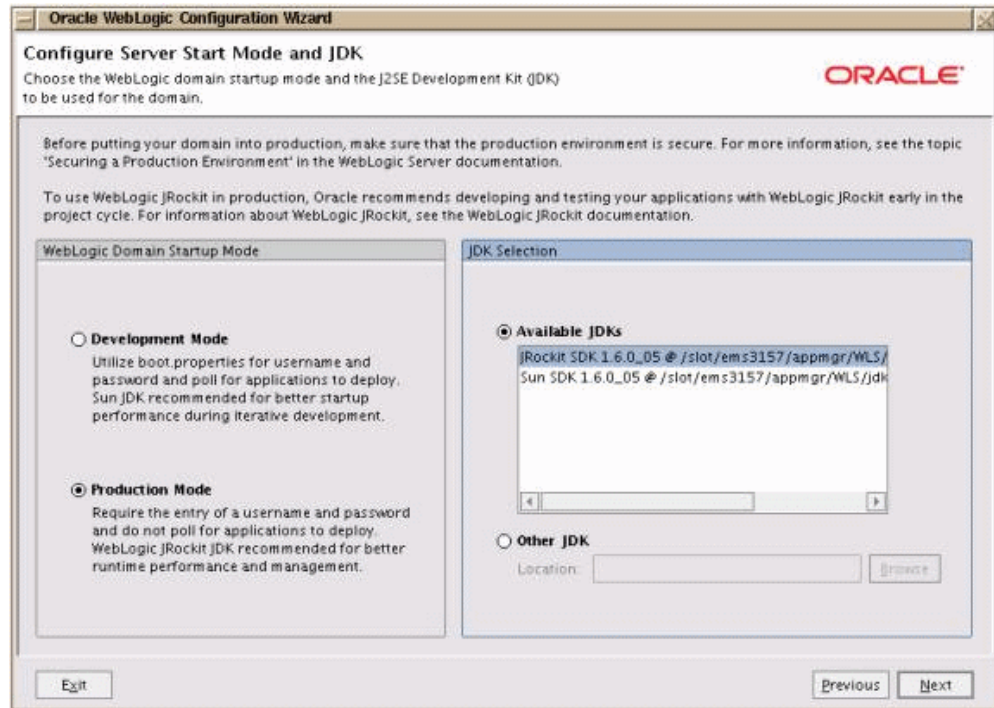 Oracle WebLogic Configuration Wizard
Configure Server Start Mode and JDK
Choose the WebLogic domain startup mode and the J2SE Development Kit (JDK)
to be used for the domain.
ORACLE
Before putting your domain into production, make sure that the production environment is secure. For more information, see the topic
'Securing a Production Environment' in the WebLogic Server documentation.
To use WebLogic JRockit in production, Oracle recommends developing and testing your applications with WebLogic JRockit early in the
project cycle. For information about WebLogic JRockit, see the WebLogic JRockit documentation.
WebLogic Domain Startup Mode
Development Mode
Utilize boot.properties for username and
password and poll for applications to deploy.
Sun JDK recommended for better startup
performance during iterative development.
Production Mode
Require the entry of a username and password
and do not poll for applications to deploy.
WebLogic JRockit JDK recommended for better
runtime performance and management.
JDK Selection
Available JDKs
JRockit SDK 1.6.0_05 @ /slot/ems3157/appmgr/WLS/
Sun SDK 1.6.0_05 @ /slot/ems3157/appmgr/WLS/jdk
Other JDK
Location:
Browse
Exit
Previous
Next